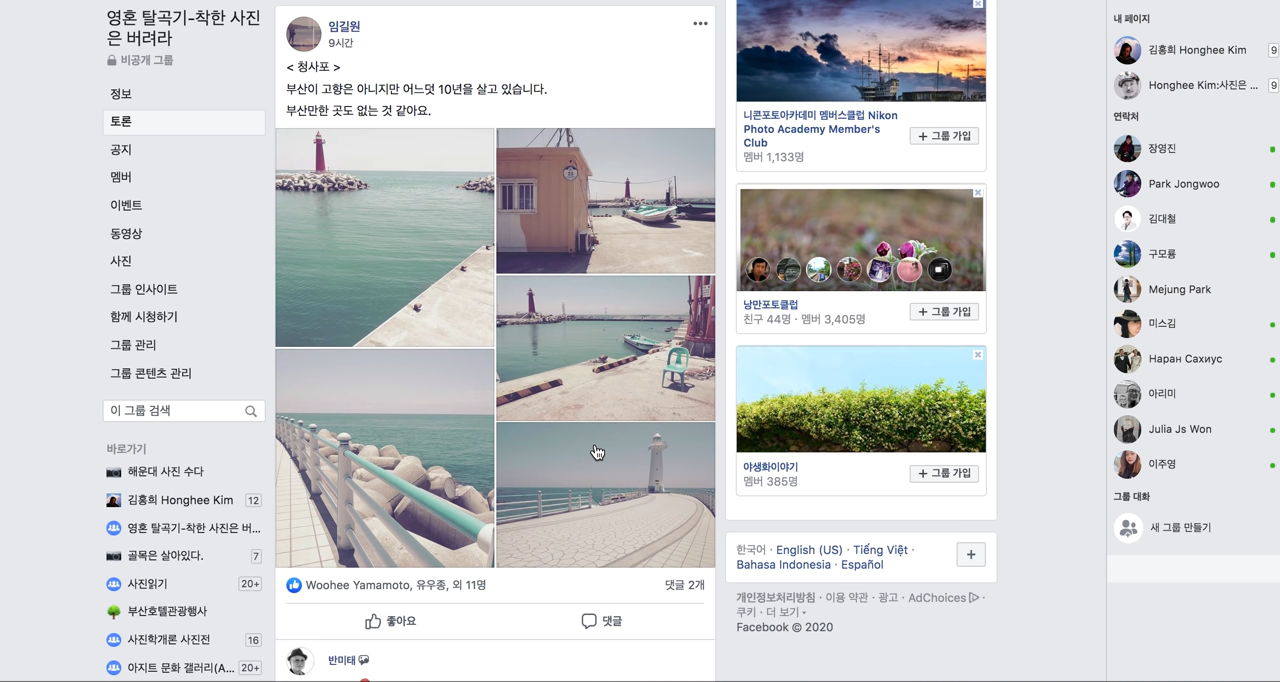 영혼 탈곡기-착한 사진
은 버려라
비공개 그룹
정보
토론
공지
멤버
이벤트
동영상
사진
그룹 인사이트
함께 시청하기
그룹 관리
그룹 콘텐츠 관리
이 그룹 검색
바로가기
해운대 사진 수다
김홍희 Honghee Kim 12
영혼 탈곡기-착한 사진은 버...
골목은 살아있다. 7
사진읽기 20+
부산호텔관광행사
사진학개론 사진전 16
아지트 문화 갤러리(A... 20+
임길원
9시간
< 청사포 >
부산이 고향은 아니지만 어느덧 10년을 살고 있습니다.
부산만한 곳도 없는 것 같아요.
Woohee Yamamoto, 유우종, 외 11명 댓글 2개
좋아요 댓글
반미태
니콘포토아카데미 멤버스클럽 Nikon
Photo Academy Member's
Club
멤버 1,133명
+ 그룹 가입
낭만포토클럽
친구 44명 · 멤버 3,405명
+ 그룹 가입
야생화이야기
멤버 385명
+ 그룹 가입
한국어 · English (US) · Tiếng Việt ·
Bahasa Indonesia · Español
개인정보처리방침 · 이용 약관 · 광고 · AdChoices ·
쿠키 · 더 보기
Facebook © 2020
내 페이지
김홍희 Honghee Kim 9
Honghee Kim:사진은 ... 9
연락처
장영진
Park Jongwoo
김대철
구모룡
Mejung Park
미스김
Наран Сахиус
아리미
Julia Js Won
이주영
그룹 대화
새 그룹 만들기